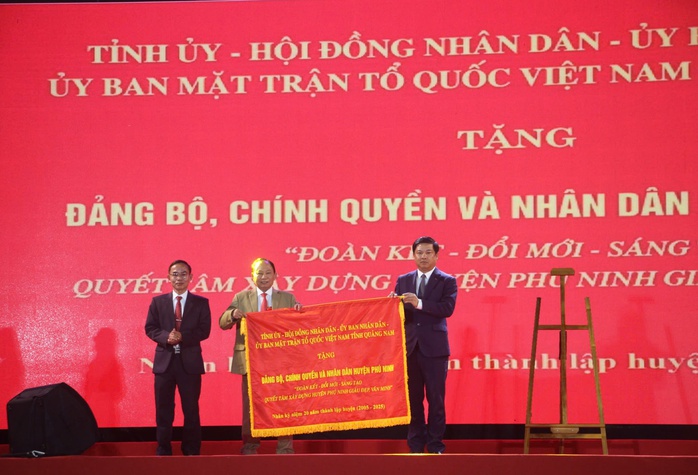 TỈNH ỦY - HỘI ĐỒNG NHÂN DÂN - ỦY B
ỦY BAN MẶT TRẬN TỔ QUỐC VIỆT NAM
TẶNG
ĐẢNG BỘ, CHÍNH QUYỀN VÀ NHÂN DÂN
"ĐOÀN KẾ - ĐỔI MỚI - SÁNG
QUYẾT TÂM XÂY DỰNG UYỆN PHÚ NINH GI
N m thành lập huyệ
TỈNH ỦY - HỘI ĐỒNG NHÂN DÂN - ỦY BAN NHÂN DÂN -
ỦY BAN MẶT TRẬN TỔ QUỐC VIỆT NAM TỈNH QUẢNG NAM
TẶNG
ĐẢNG BỘ, CHÍNH QUYỀN VÀ NHÂN DÂN HUYỆN PHÚ NINH
"ĐOÀN KẾT - ĐỔI MỚI - SÁNG TẠO
QUYẾT TÂM XÂY DỰNG HUYỆN PHÚ NINH GIÀU ĐẸP, VĂN MINH"
Nhân kỷ niệm 20 năm thành lập huyện (2005 - 2025)